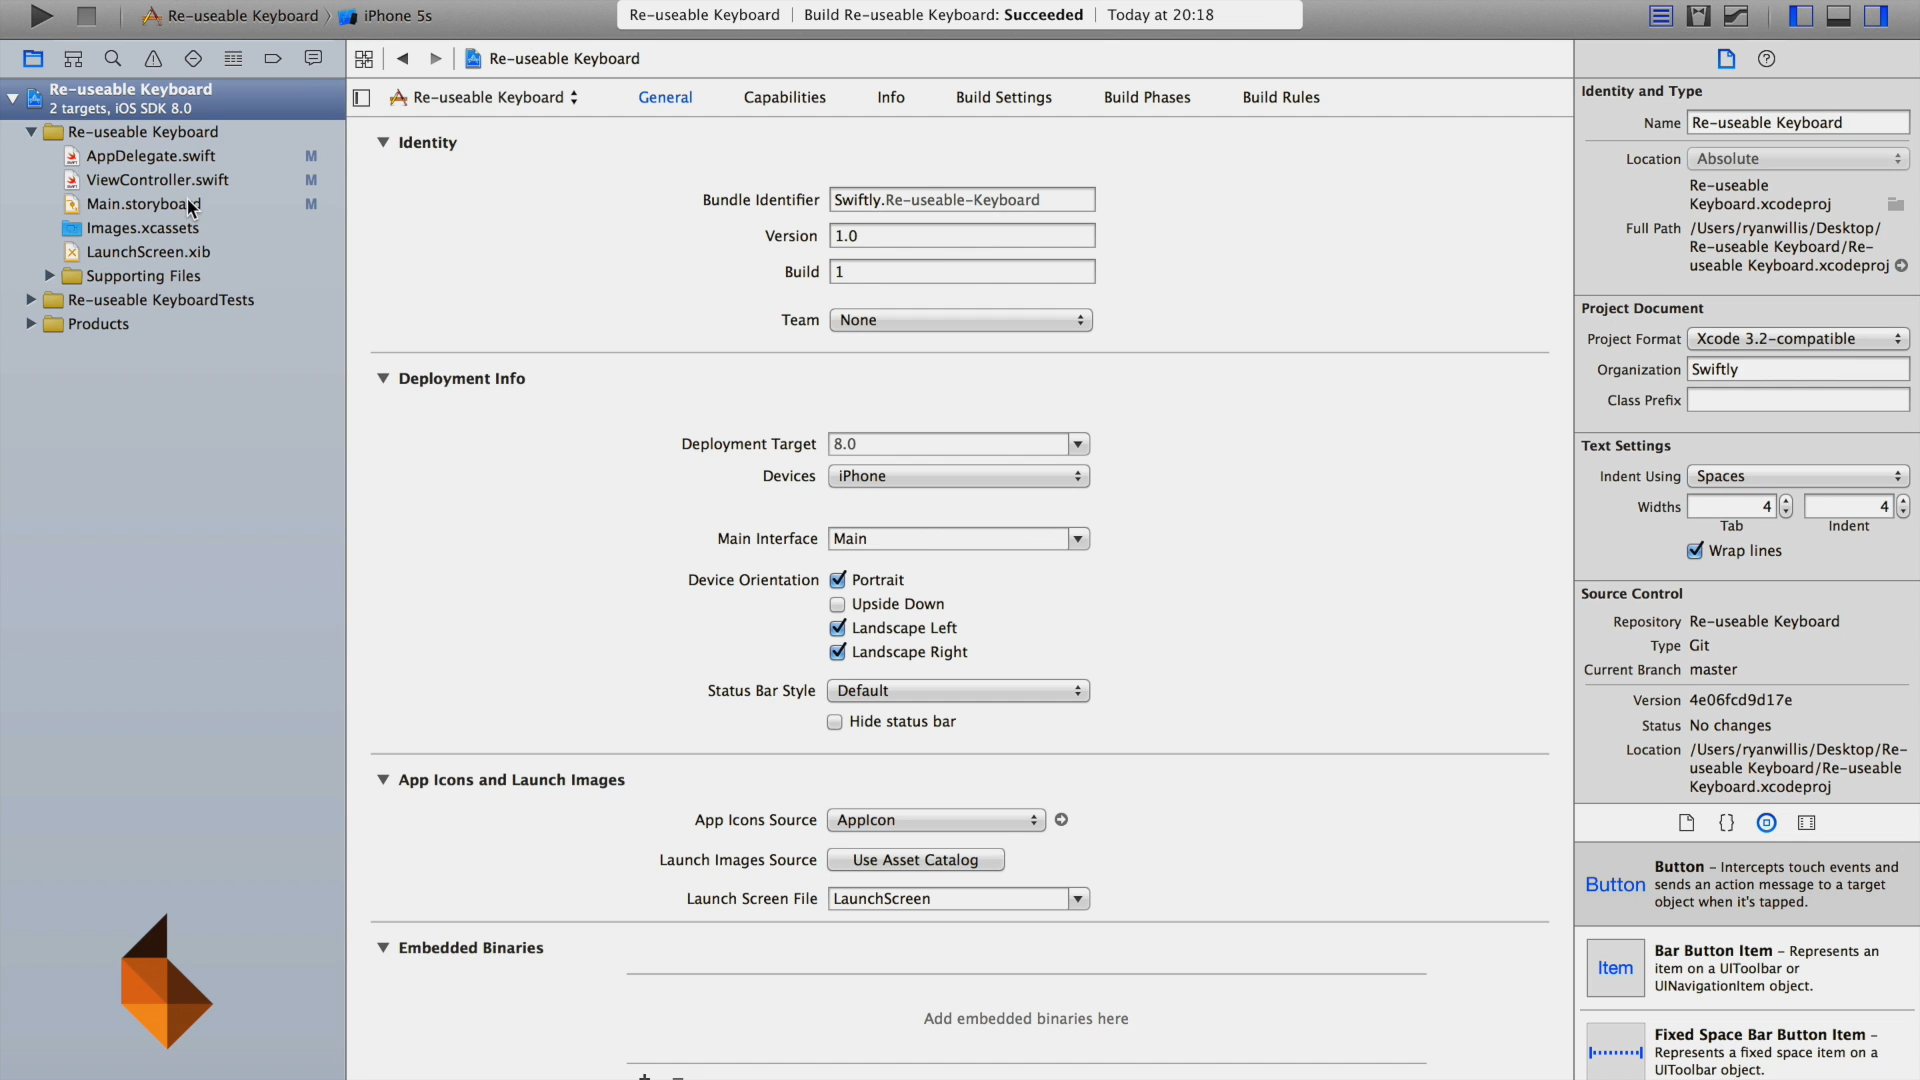 Re-useable Keyboard
iPhone 5s
Re-useable Keyboard | Build Re-useable Keyboard: Succeeded | Today at 20:18
Re-useable Keyboard
2 targets, iOS SDK 8.0
Re-useable Keyboard
AppDelegate.swift M
ViewController.swift M
Main.storyboard M
Images.xcassets
LaunchScreen.xib
Supporting Files
Re-useable KeyboardTests
Products
Re-useable Keyboard
Re-useable Keyboard
General
Capabilities
Info
Build Settings
Build Phases
Build Rules
Identity
Bundle Identifier Swiftly.Re-useable-Keyboard
Version 1.0
Build 1
Team None
Deployment Info
Deployment Target 8.0
Devices iPhone
Main Interface Main
Device Orientation Portrait
Upside Down
Landscape Left
Landscape Right
Status Bar Style Default
Hide status bar
App Icons and Launch Images
App Icons Source AppIcon
Launch Images Source Use Asset Catalog
Launch Screen File LaunchScreen
Embedded Binaries
Add embedded binaries here
Identity and Type
Name Re-useable Keyboard
Location Absolute
Re-useable
Keyboard.xcodeproj
Full Path /Users/ryanwillis/Desktop/
Re-useable Keyboard/Re-
useable Keyboard.xcodeproj
Project Document
Project Format Xcode 3.2-compatible
Organization Swiftly
Class Prefix
Text Settings
Indent Using Spaces
Widths 4 4
Tab Indent
Wrap lines
Source Control
Repository Re-useable Keyboard
Type Git
Current Branch master
Version 4e06fcd9d17e
Status No changes
Location /Users/ryanwillis/Desktop/Re-
useable Keyboard/Re-useable
Keyboard.xcodeproj
{}
Button
Button – Intercepts touch events and
sends an action message to a target
object when it's tapped.
Item
Bar Button Item – Represents an
item on a UIToolbar or
UINavigationItem object.
Fixed Space Bar Button Item –
Represents a fixed space item on a
UIToolbar object.